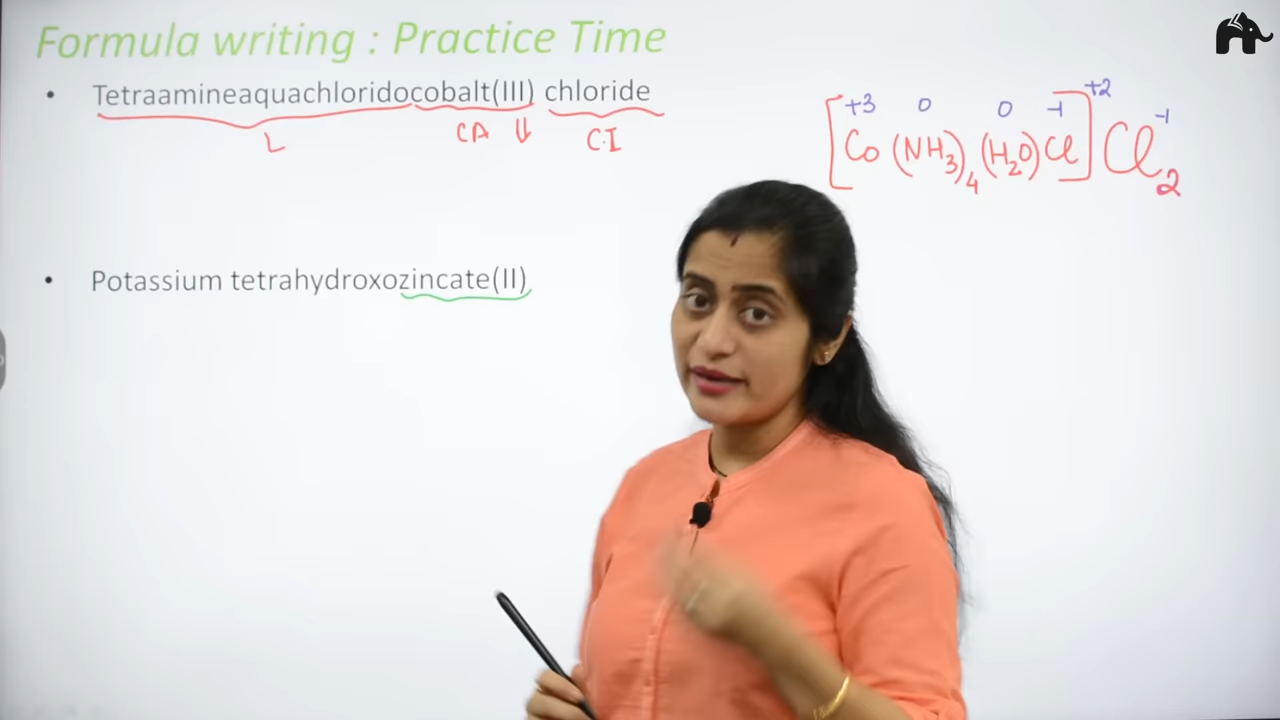 Formula writing : Practice Time
• Tetraamineaquachloridocobalt(III) chloride
L CA C.I
+3 0 0 -1 +2 -1
[Co (NH3)4 (H2O) Cl] Cl2
• Potassium tetrahydroxozincate(II)